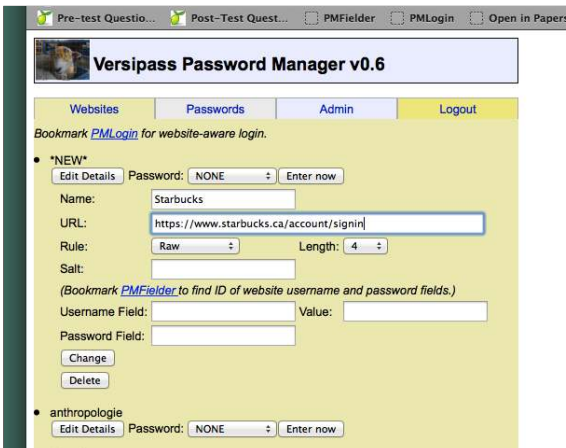 Pre-test Questio... Post-Test Quest... PMFielder PMLogin Open in Papers
Versipass Password Manager v0.6
Websites Passwords Admin Logout
Bookmark PMLogin for website-aware login.
*NEW*
Edit Details Password: NONE Enter now
Name: Starbucks
URL: https://www.starbucks.ca/account/signin
Rule: Raw Length: 4
Salt:
(Bookmark PMFielder to find ID of website username and password fields.)
Username Field: Value:
Password Field:
Change
Delete
anthropologie
Edit Details Password: NONE Enter now